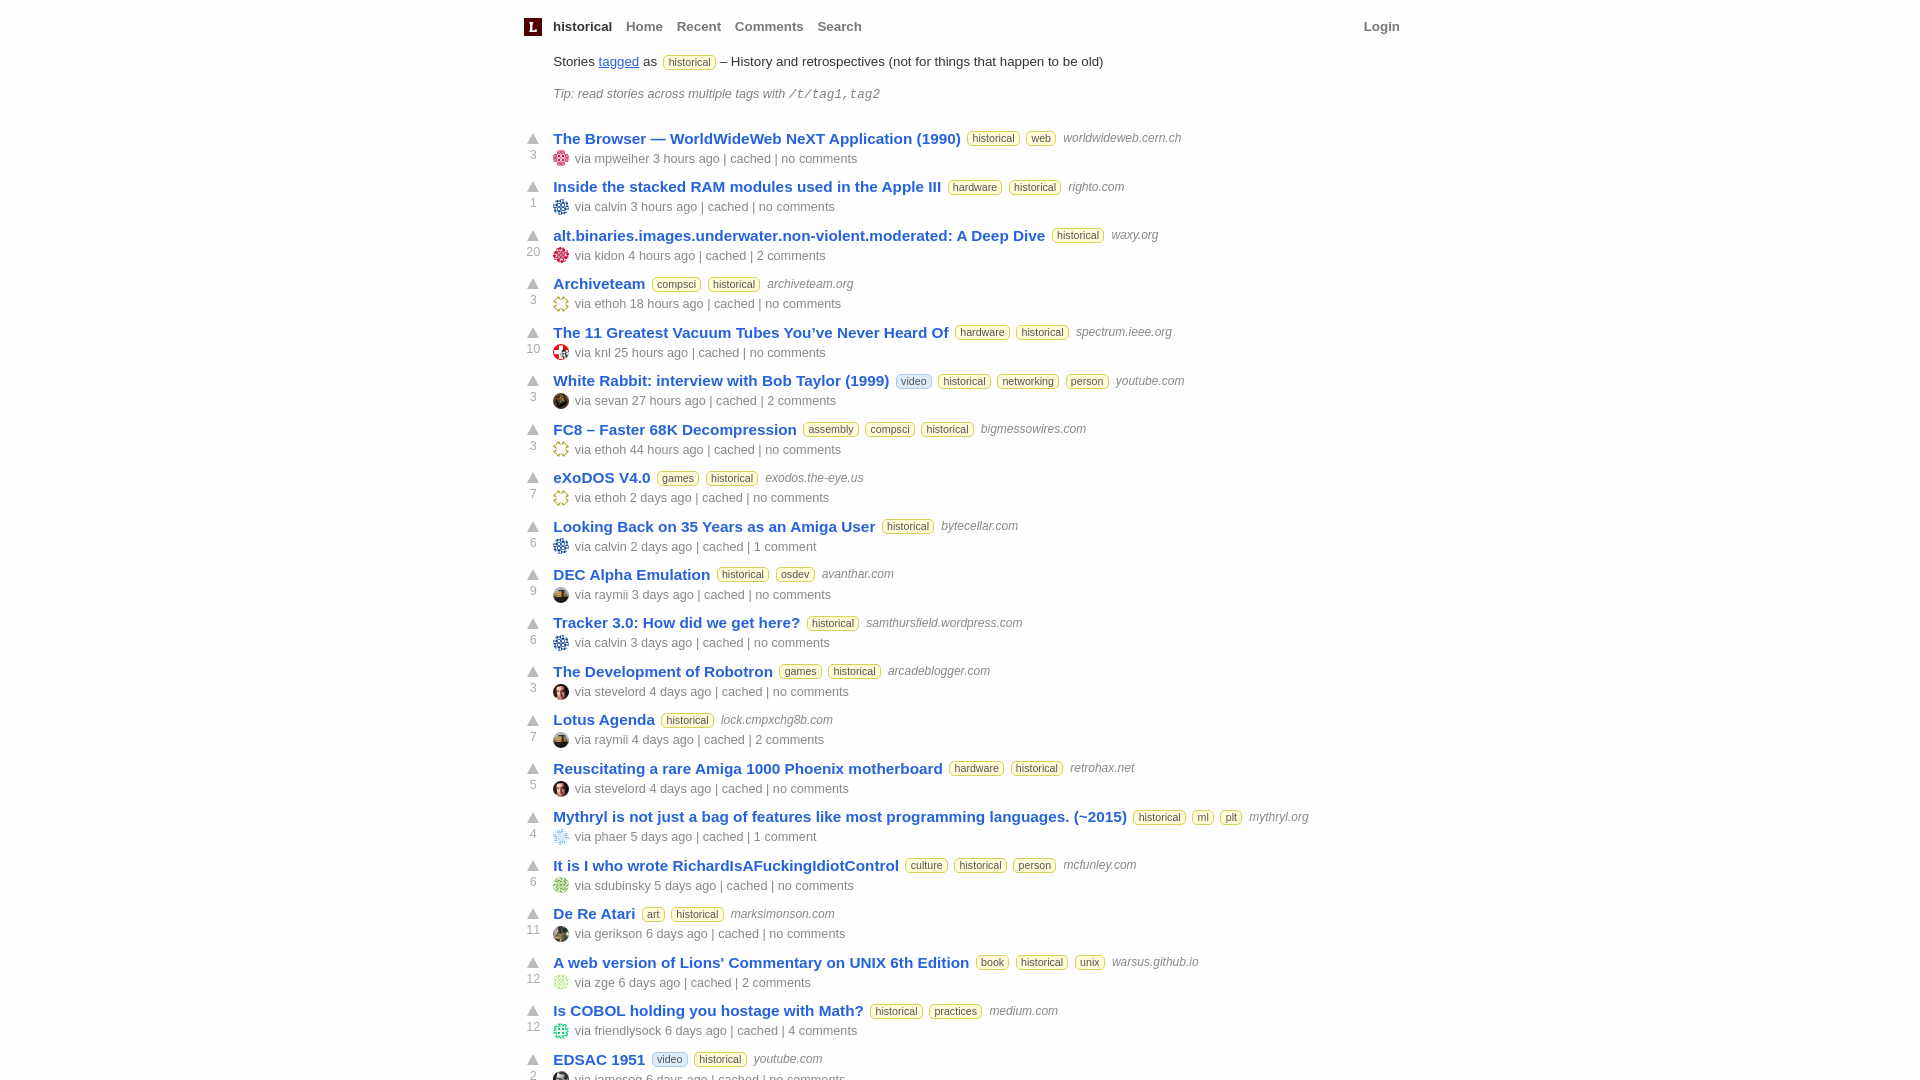 L historical Home Recent Comments Search Login
Stories tagged as historical – History and retrospectives (not for things that happen to be old)
Tip: read stories across multiple tags with /t/tag1,tag2
The Browser — WorldWideWeb NeXT Application (1990) historical web worldwideweb.cern.ch
3 via mpweiher 3 hours ago | cached | no comments
Inside the stacked RAM modules used in the Apple III hardware historical righto.com
1 via calvin 3 hours ago | cached | no comments
alt.binaries.images.underwater.non-violent.moderated: A Deep Dive historical waxy.org
20 via kidon 4 hours ago | cached | 2 comments
Archiveteam compsci historical archiveteam.org
3 via ethoh 18 hours ago | cached | no comments
The 11 Greatest Vacuum Tubes You’ve Never Heard Of hardware historical spectrum.ieee.org
10 via knl 25 hours ago | cached | no comments
White Rabbit: interview with Bob Taylor (1999) video historical networking person youtube.com
3 via sevan 27 hours ago | cached | 2 comments
FC8 – Faster 68K Decompression assembly compsci historical bigmessowires.com
3 via ethoh 44 hours ago | cached | no comments
eXoDOS V4.0 games historical exodos.the-eye.us
7 via ethoh 2 days ago | cached | no comments
Looking Back on 35 Years as an Amiga User historical bytecellar.com
6 via calvin 2 days ago | cached | 1 comment
DEC Alpha Emulation historical osdev avanthar.com
9 via raymii 3 days ago | cached | no comments
Tracker 3.0: How did we get here? historical samthursfield.wordpress.com
6 via calvin 3 days ago | cached | no comments
The Development of Robotron games historical arcadeblogger.com
3 via stevelord 4 days ago | cached | no comments
Lotus Agenda historical lock.cmpxchg8b.com
7 via raymii 4 days ago | cached | 2 comments
Reuscitating a rare Amiga 1000 Phoenix motherboard hardware historical retrohax.net
5 via stevelord 4 days ago | cached | no comments
Mythryl is not just a bag of features like most programming languages. (~2015) historical ml plt mythryl.org
4 via phaer 5 days ago | cached | 1 comment
It is I who wrote RichardIsAFuckingIdiotControl culture historical person mcfunley.com
6 via sdubinsky 5 days ago | cached | no comments
De Re Atari art historical marksimonson.com
11 via gerikson 6 days ago | cached | no comments
A web version of Lions' Commentary on UNIX 6th Edition book historical unix warsus.github.io
12 via zge 6 days ago | cached | 2 comments
Is COBOL holding you hostage with Math? historical practices medium.com
12 via friendlysock 6 days ago | cached | 4 comments
EDSAC 1951 video historical youtube.com
2 via jamesog 6 days ago | cached | no comments